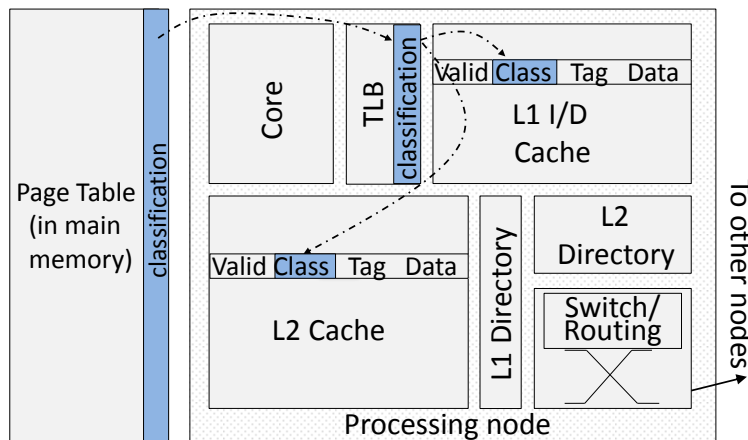 Page Table
(in main
memory)
classification
Core
TLB
classification
Valid Class Tag Data
L1 I/D
Cache
Valid Class Tag Data
L2 Cache
L1 Directory
L2
Directory
Switch/
Routing
Processing node
To other nodes